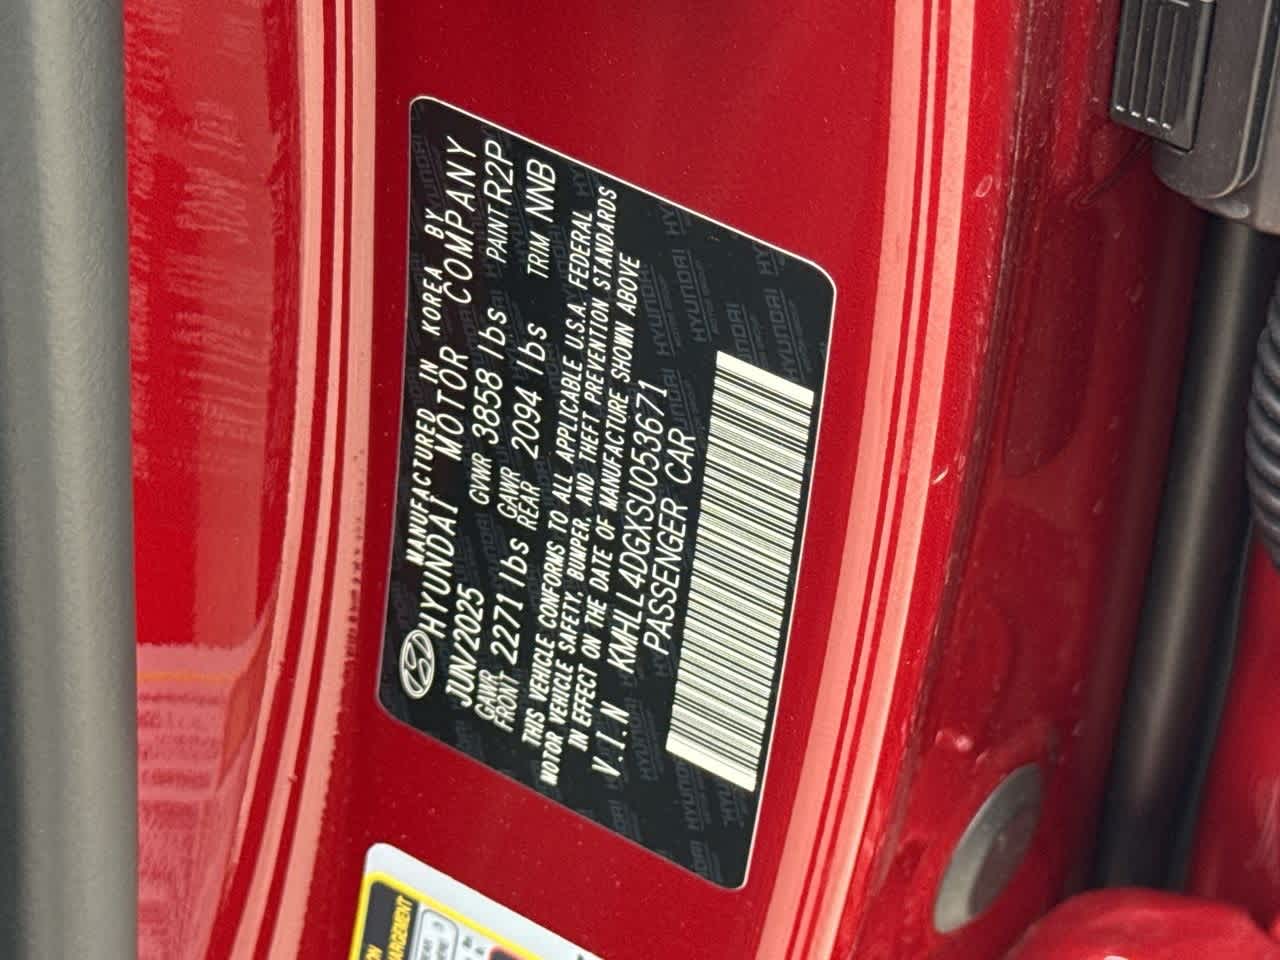 MANUFACTURED IN KOREA BY
HYUNDAI MOTOR COMPANY
JUN/2025 GVWR 3858 lbs PAINT R2P
GAWR FRONT 2271 lbs GAWR REAR 2094 lbs TRIM NNB
THIS VEHICLE CONFORMS TO ALL APPLICABLE U.S.A. FEDERAL
MOTOR VEHICLE SAFETY, BUMPER, AND THEFT PREVENTION STANDARDS
IN EFFECT ON THE DATE OF MANUFACTURE SHOWN ABOVE
V.I.N KMHLL4DGXSU053671
PASSENGER CAR